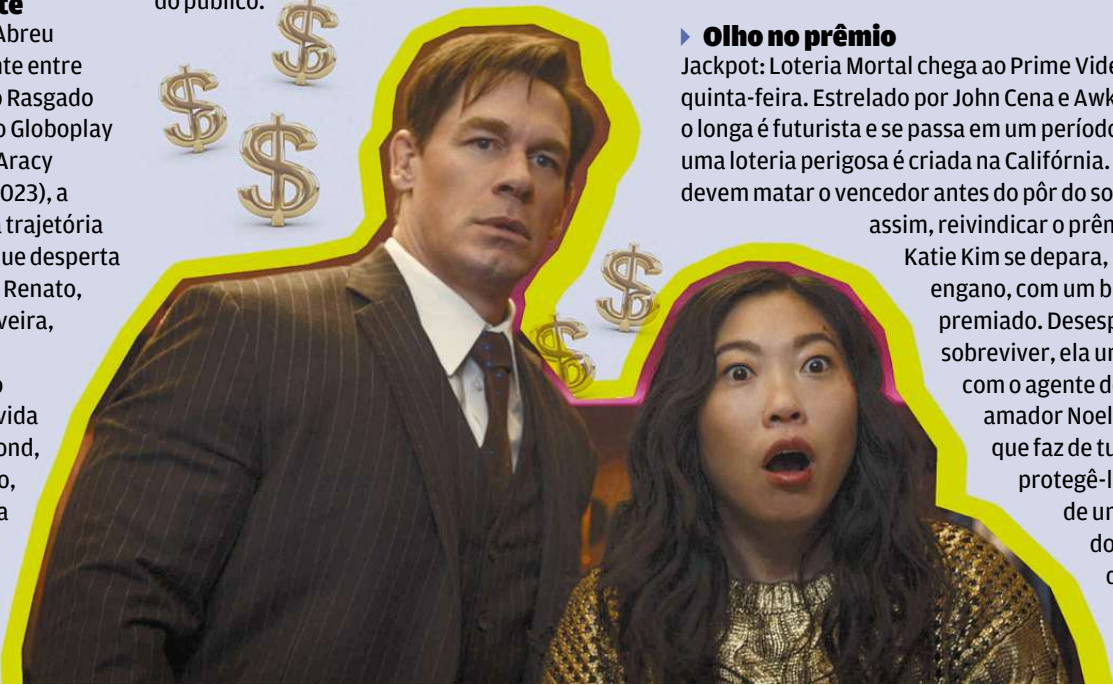 te
Abreu
nte entre
o Rasgado
o Globoplay
Aracy
023), a
a trajetória
ue desperta
Renato,
veira,
o
vida
ond,
o,
a
do público.
Olho no prêmio
Jackpot: Loteria Mortal chega ao Prime Vide
quinta-feira. Estrelado por John Cena e Awk
o longa é futurista e se passa em um período
uma loteria perigosa é criada na Califórnia.
devem matar o vencedor antes do pôr do so
assim, reivindicar o prêm
Katie Kim se depara,
engano, com um b
premiado. Desesp
sobreviver, ela un
com o agente d
amador Noel
que faz de tu
protegê-l
de un
do